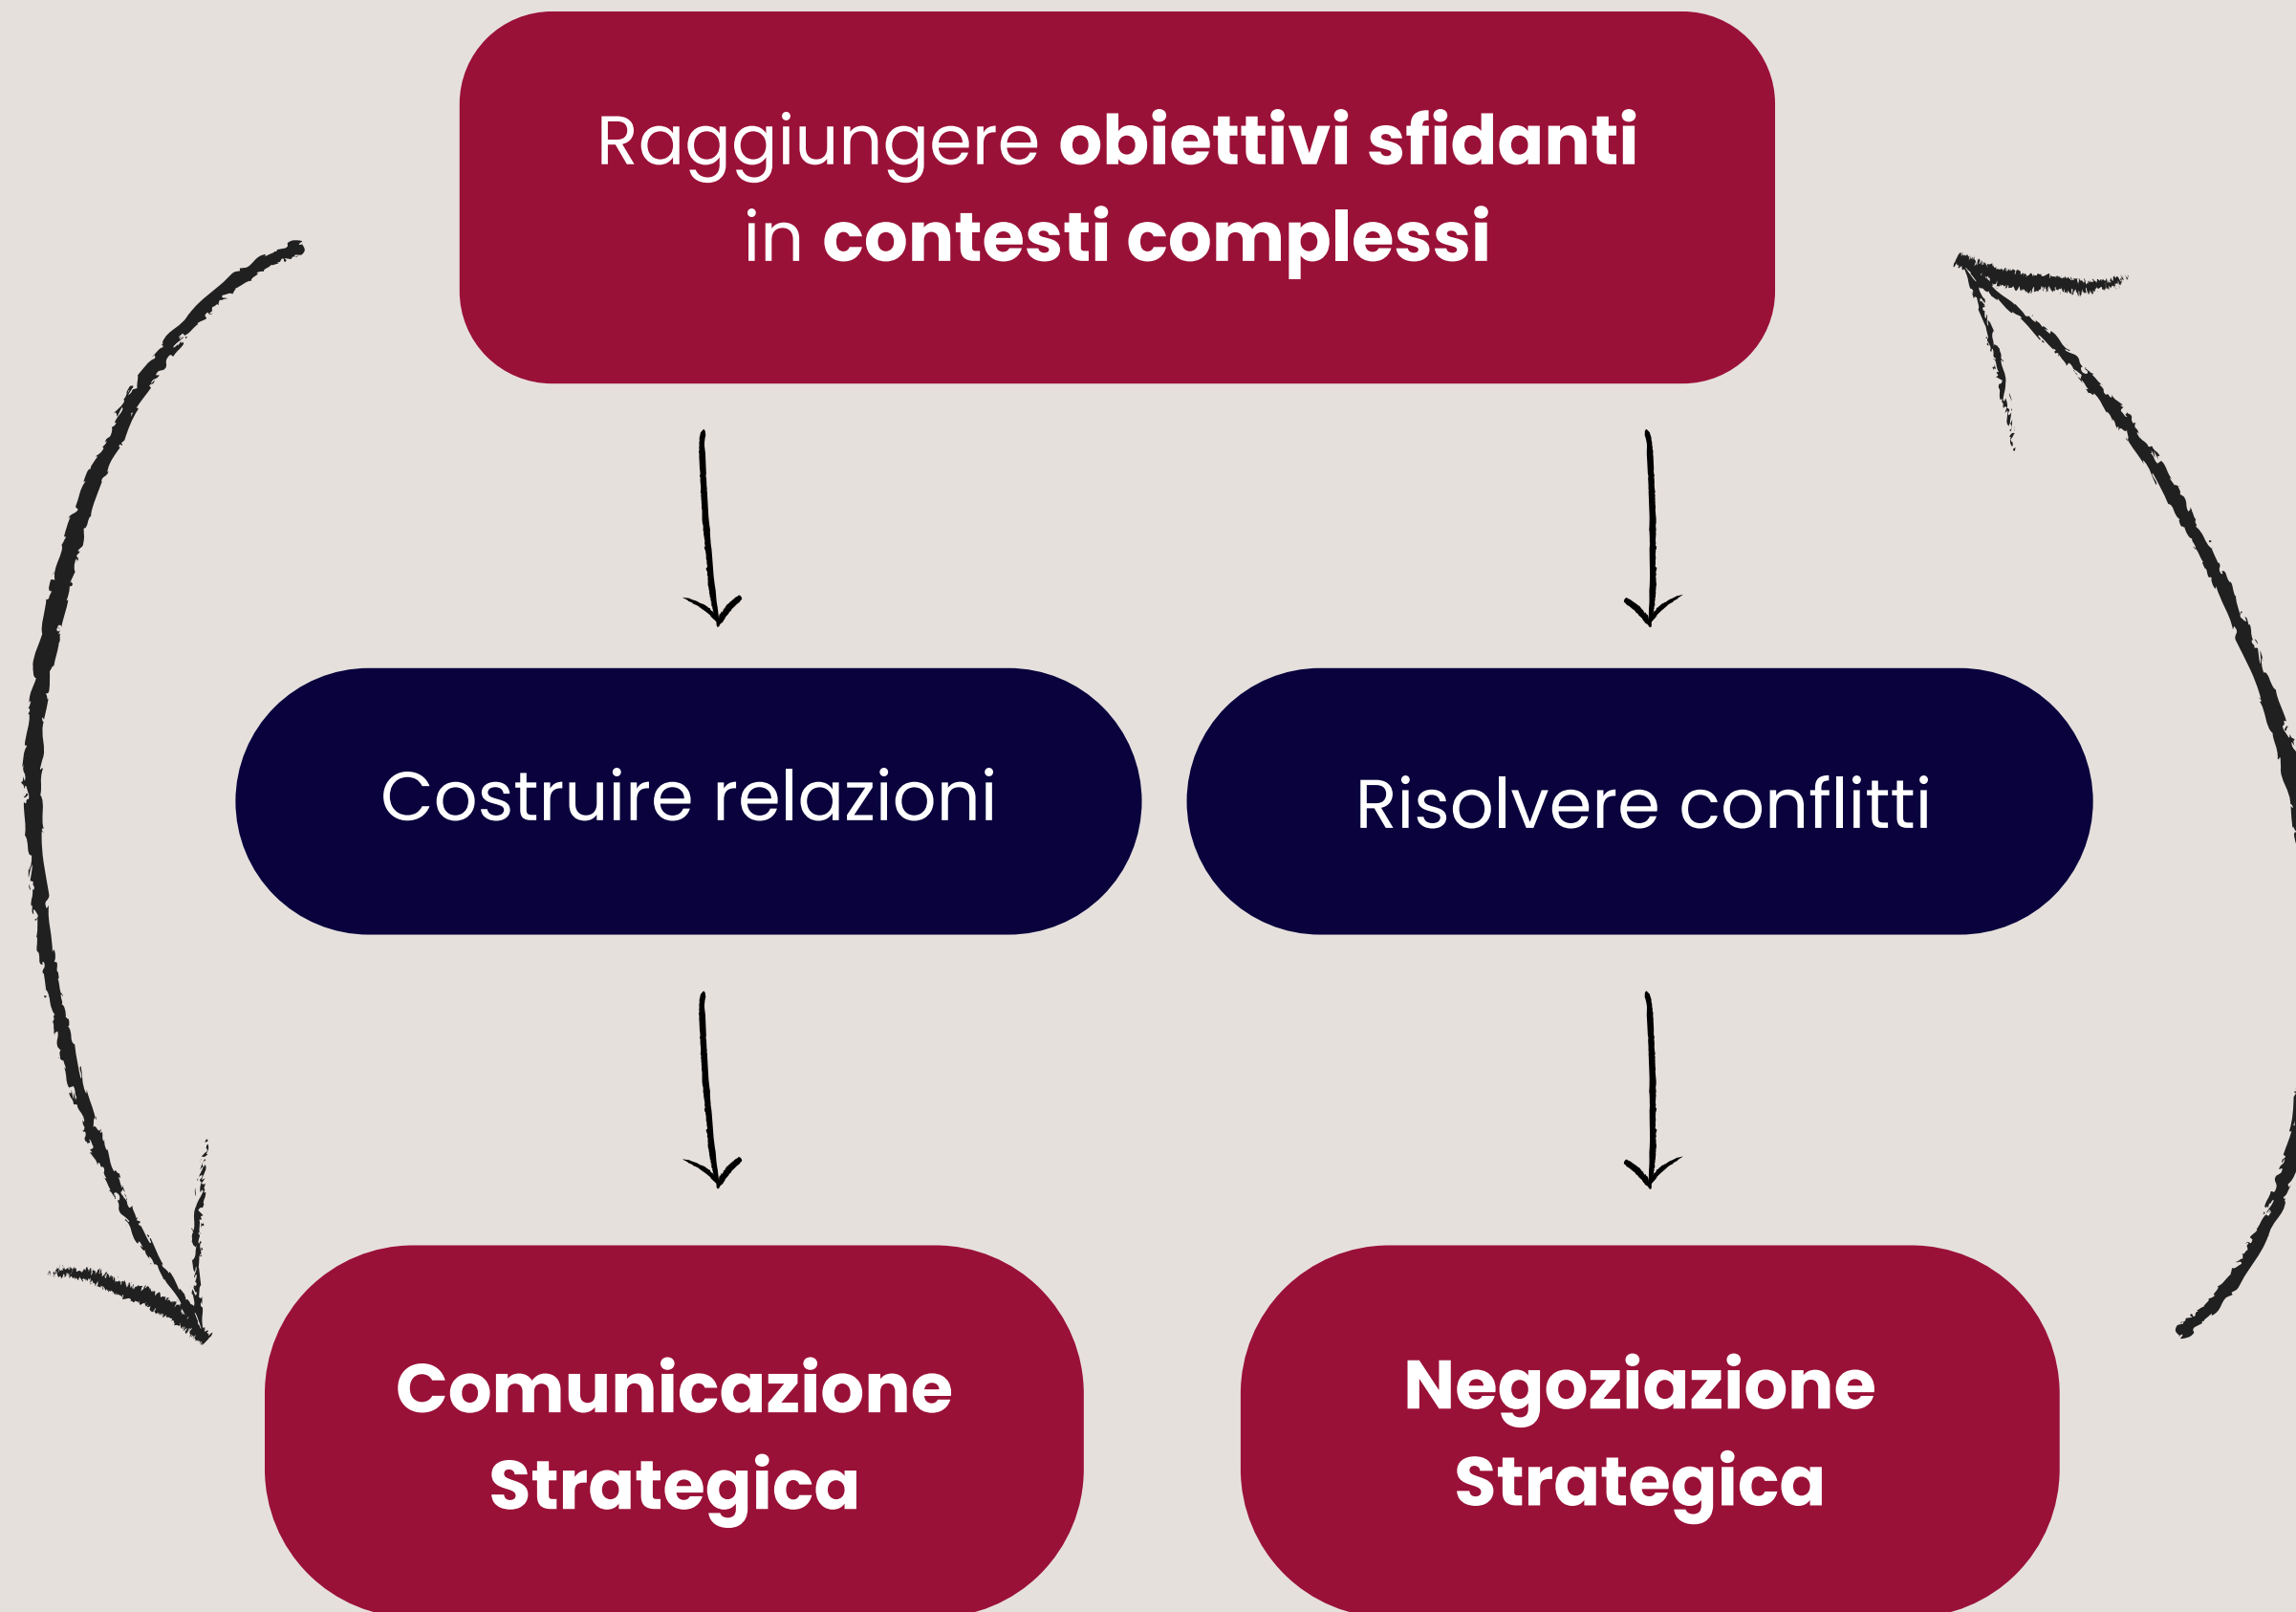 Raggiungere obiettivi sfidanti
in contesti complessi
Costruire relazioni
Risolvere conflitti
Comunicazione
Strategica
Negoziazione
Strategica